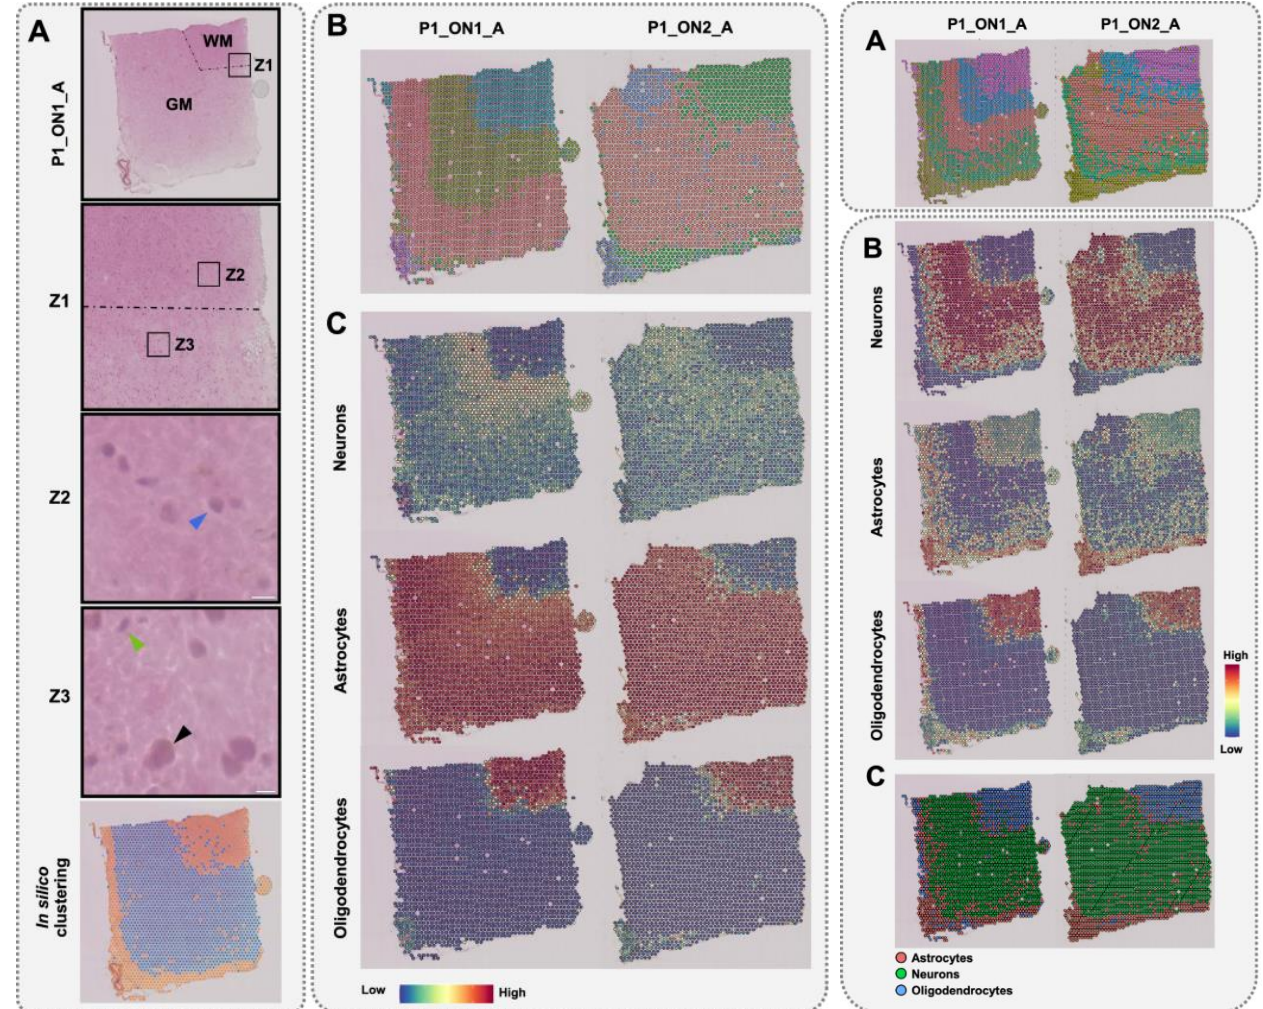 A
P1_ON1_A
WM
Z1
GM
Z1
Z2
Z3
Z2
Z3
In silico
clustering
B
P1_ON1_A
P1_ON2_A
C
Neurons
Astrocytes
Oligodendrocytes
Low
High
P1_ON1_A
P1_ON2_A
A
B
Neurons
Astrocytes
Oligodendrocytes
High
Low
C
Astrocytes
Neurons
Oligodendrocytes